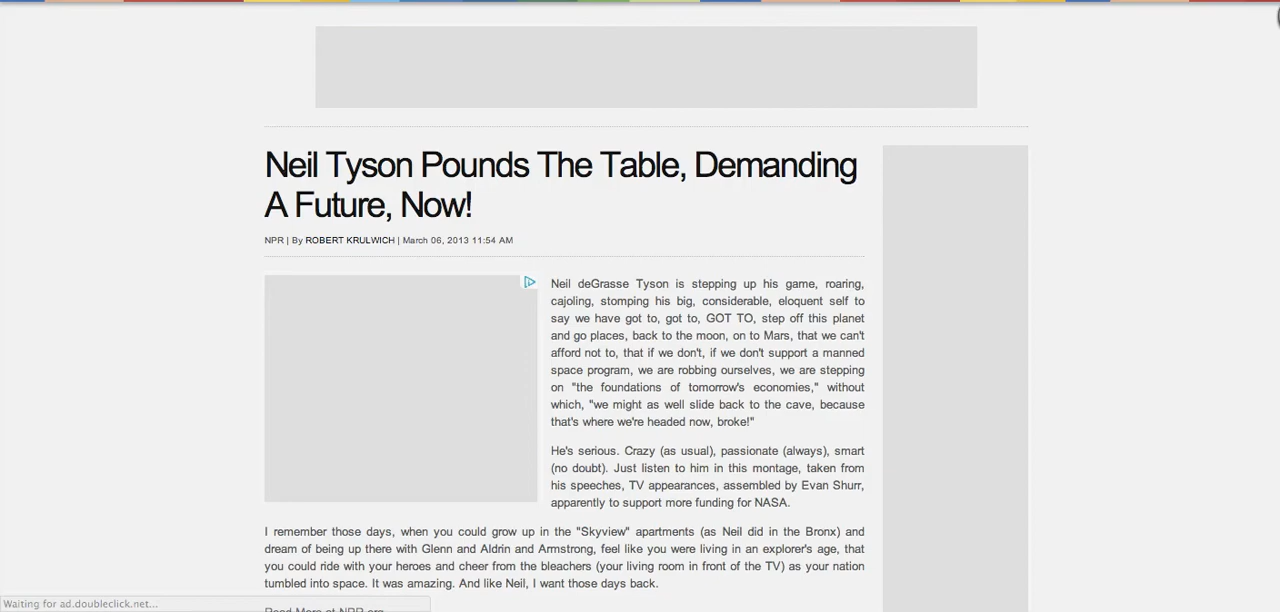 Neil Tyson Pounds The Table, Demanding
A Future, Now!
NPR | By ROBERT KRULWICH | March 06, 2013 11:54 AM
Neil deGrasse Tyson is stepping up his game, roaring,
cajoling, stomping his big, considerable, eloquent self to
say we have got to, got to, GOT TO, step off this planet
and go places, back to the moon, on to Mars, that we can't
afford not to, that if we don't, if we don't support a manned
space program, we are robbing ourselves, we are stepping
on "the foundations of tomorrow's economies," without
which, "we might as well slide back to the cave, because
that's where we're headed now, broke!"
He's serious. Crazy (as usual), passionate (always), smart
(no doubt). Just listen to him in this montage, taken from
his speeches, TV appearances, assembled by Evan Shurr,
apparently to support more funding for NASA.
I remember those days, when you could grow up in the "Skyview" apartments (as Neil did in the Bronx) and
dream of being up there with Glenn and Aldrin and Armstrong, feel like you were living in an explorer's age, that
you could ride with your heroes and cheer from the bleachers (your living room in front of the TV) as your nation
tumbled into space. It was amazing. And like Neil, I want those days back.
Read More at NPR.org
Waiting for ad.doubleclick.net...